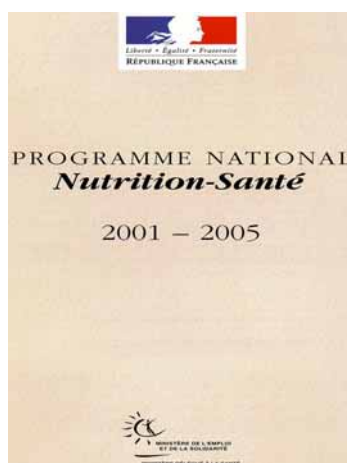 Liberté • Égalité • Fraternité
RÉPUBLIQUE FRANÇAISE
PROGRAMME NATIONAL
Nutrition-Santé
2001 – 2005
MINISTÈRE DE L'EMPLOI
ET DE LA SOLIDARITÉ